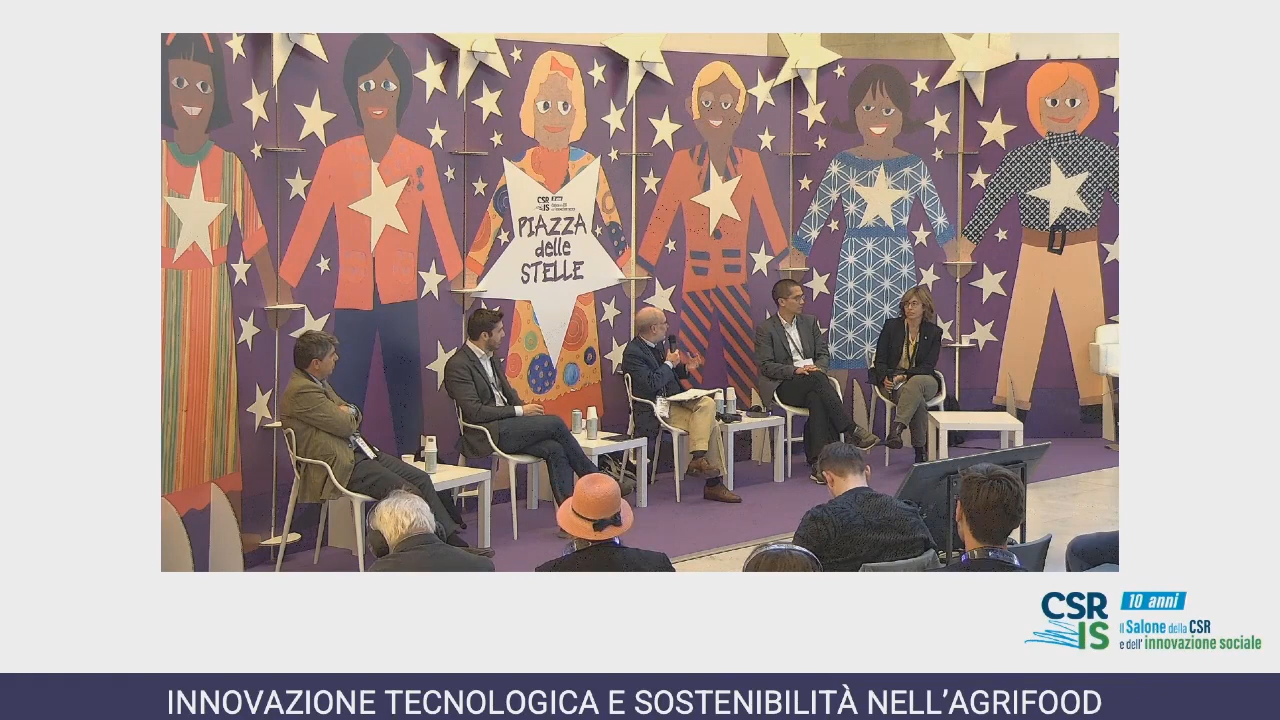 CSR
IS
PIAZZA
delle
STELLE
CSR
IS
10 anni
Il Salone della CSR
e dell'innovazione sociale
INNOVAZIONE TECNOLOGICA E SOSTENIBILITÀ NELL'AGRIFOOD